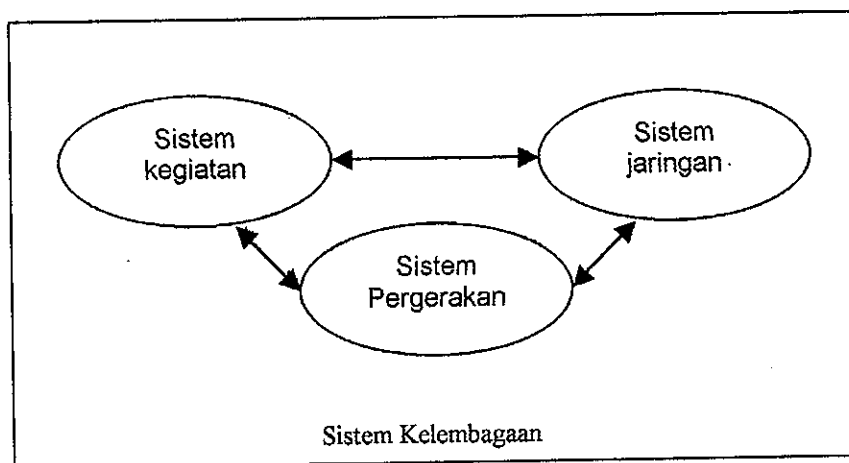 Sistem
kegiatan
Sistem
jaringan
Sistem
Pergerakan
Sistem Kelembagaan